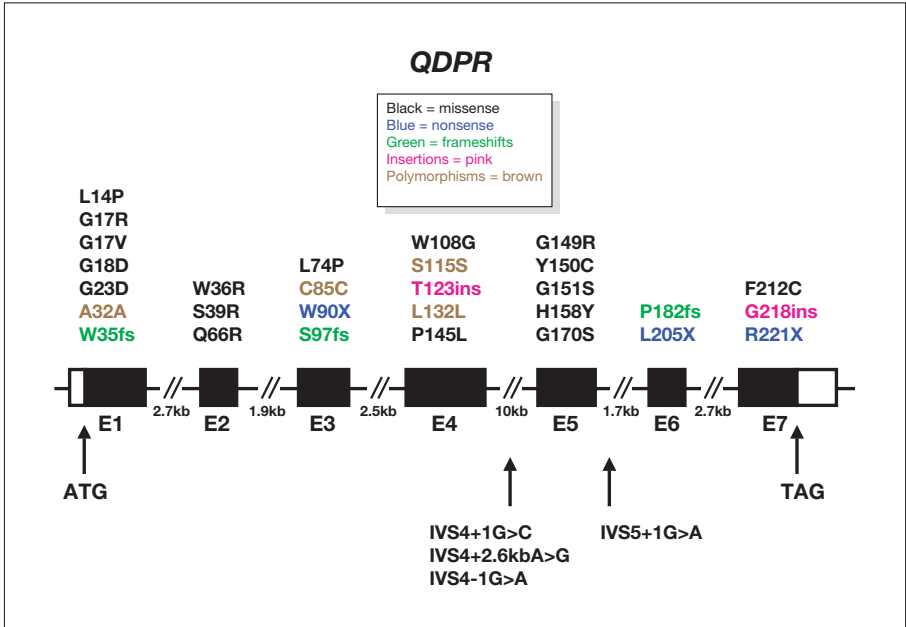 QDPR
Black = missense
Blue = nonsense
Green = frameshifts
Insertions = pink
Polymorphisms = brown
L14P
G17R
G17V
G18D
G23D
A32A
W35fs
W36R
S39R
Q66R
L74P
C85C
W90X
S97fs
W108G
S115S
T123ins
L132L
P145L
G149R
Y150C
G151S
H158Y
G170S
P182fs
L205X
F212C
G218ins
R221X
2.7kb
1.9kb
2.5kb
10kb
1.7kb
2.7kb
E1
E2
E3
E4
E5
E6
E7
ATG
TAG
IVS4+1G>C
IVS4+2.6kbA>G
IVS4-1G>A
IVS5+1G>A